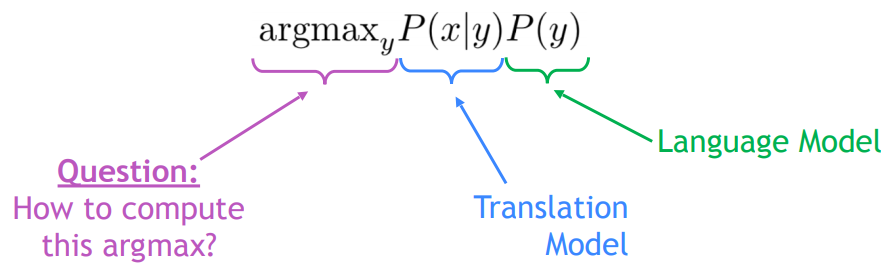 argmax_y P(x|y)P(y)
Language Model
Question:
How to compute
this argmax?
Translation
Model